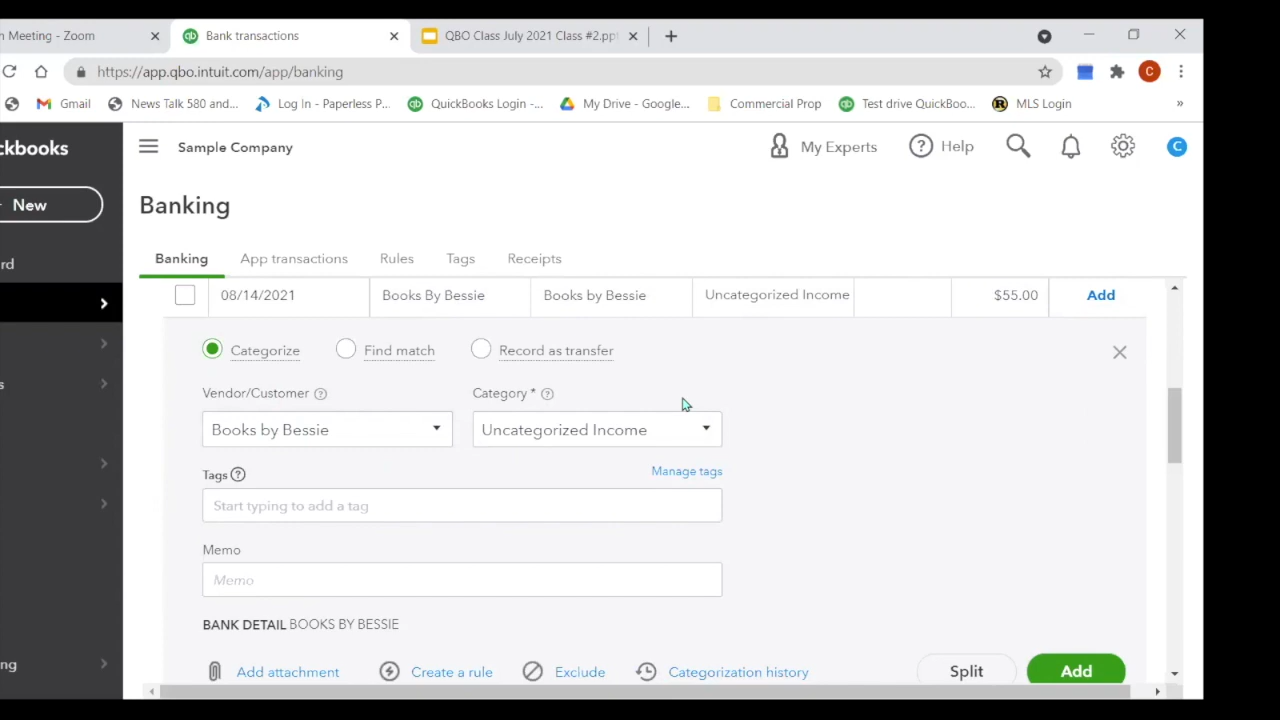 n Meeting - Zoom
Bank transactions
QBO Class July 2021 Class #2.ppt
https://app.qbo.intuit.com/app/banking
Gmail
News Talk 580 and...
Log In - Paperless P...
QuickBooks Login -...
My Drive - Google...
Commercial Prop
Test drive QuickBoo...
MLS Login
ckbooks
Sample Company
My Experts
Help
C
New
Banking
rd
Banking
App transactions
Rules
Tags
Receipts
08/14/2021
Books By Bessie
Books by Bessie
Uncategorized Income
$55.00
Add
Categorize
Find match
Record as transfer
Vendor/Customer
Category *
Books by Bessie
Uncategorized Income
s
Tags
Manage tags
Start typing to add a tag
Memo
Memo
BANK DETAIL BOOKS BY BESSIE
ng
Add attachment
Create a rule
Exclude
Categorization history
Split
Add